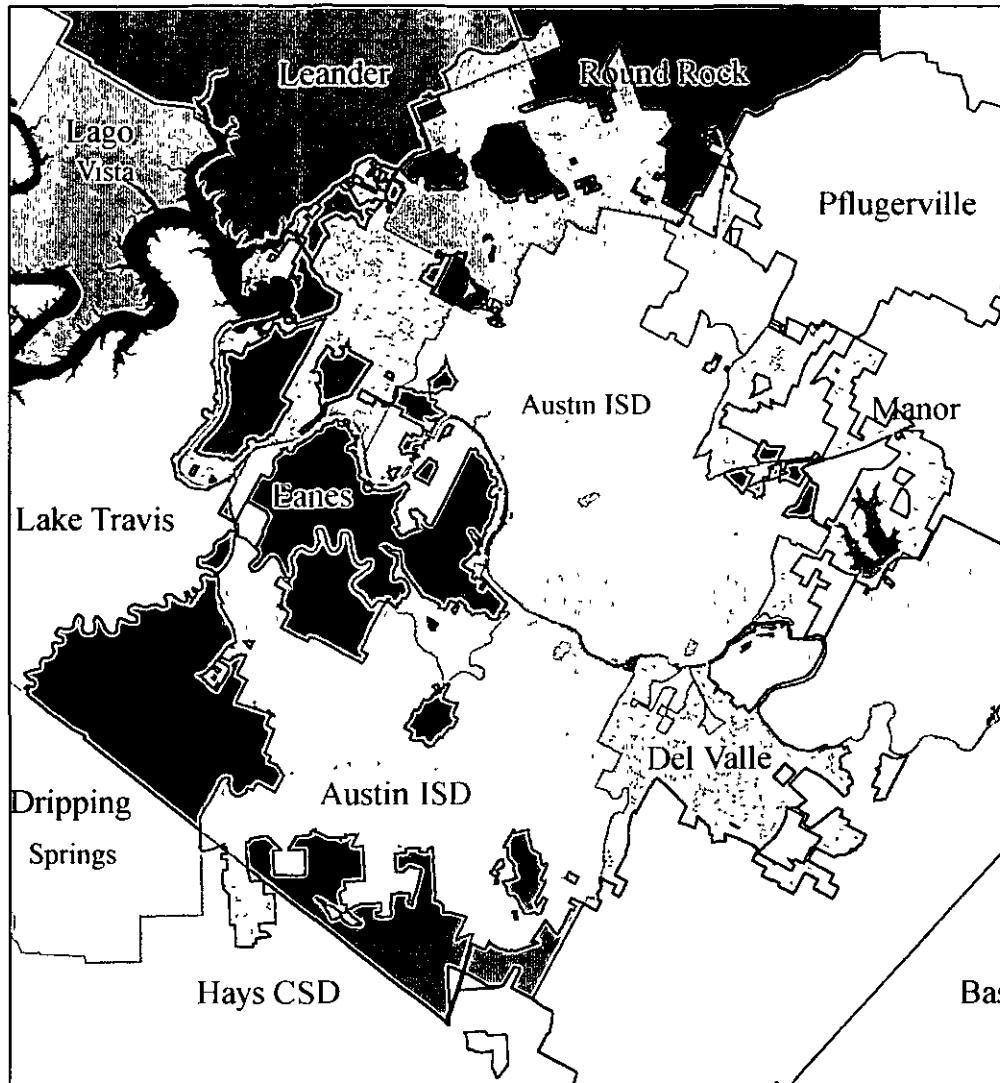 Leander
Round Rock
Lago
Vista
Pflugerville
Austin ISD
Manor
Eanes
Lake Travis
Del Valle
Austin ISD
Dripping
Springs
Hays CSD
Bas